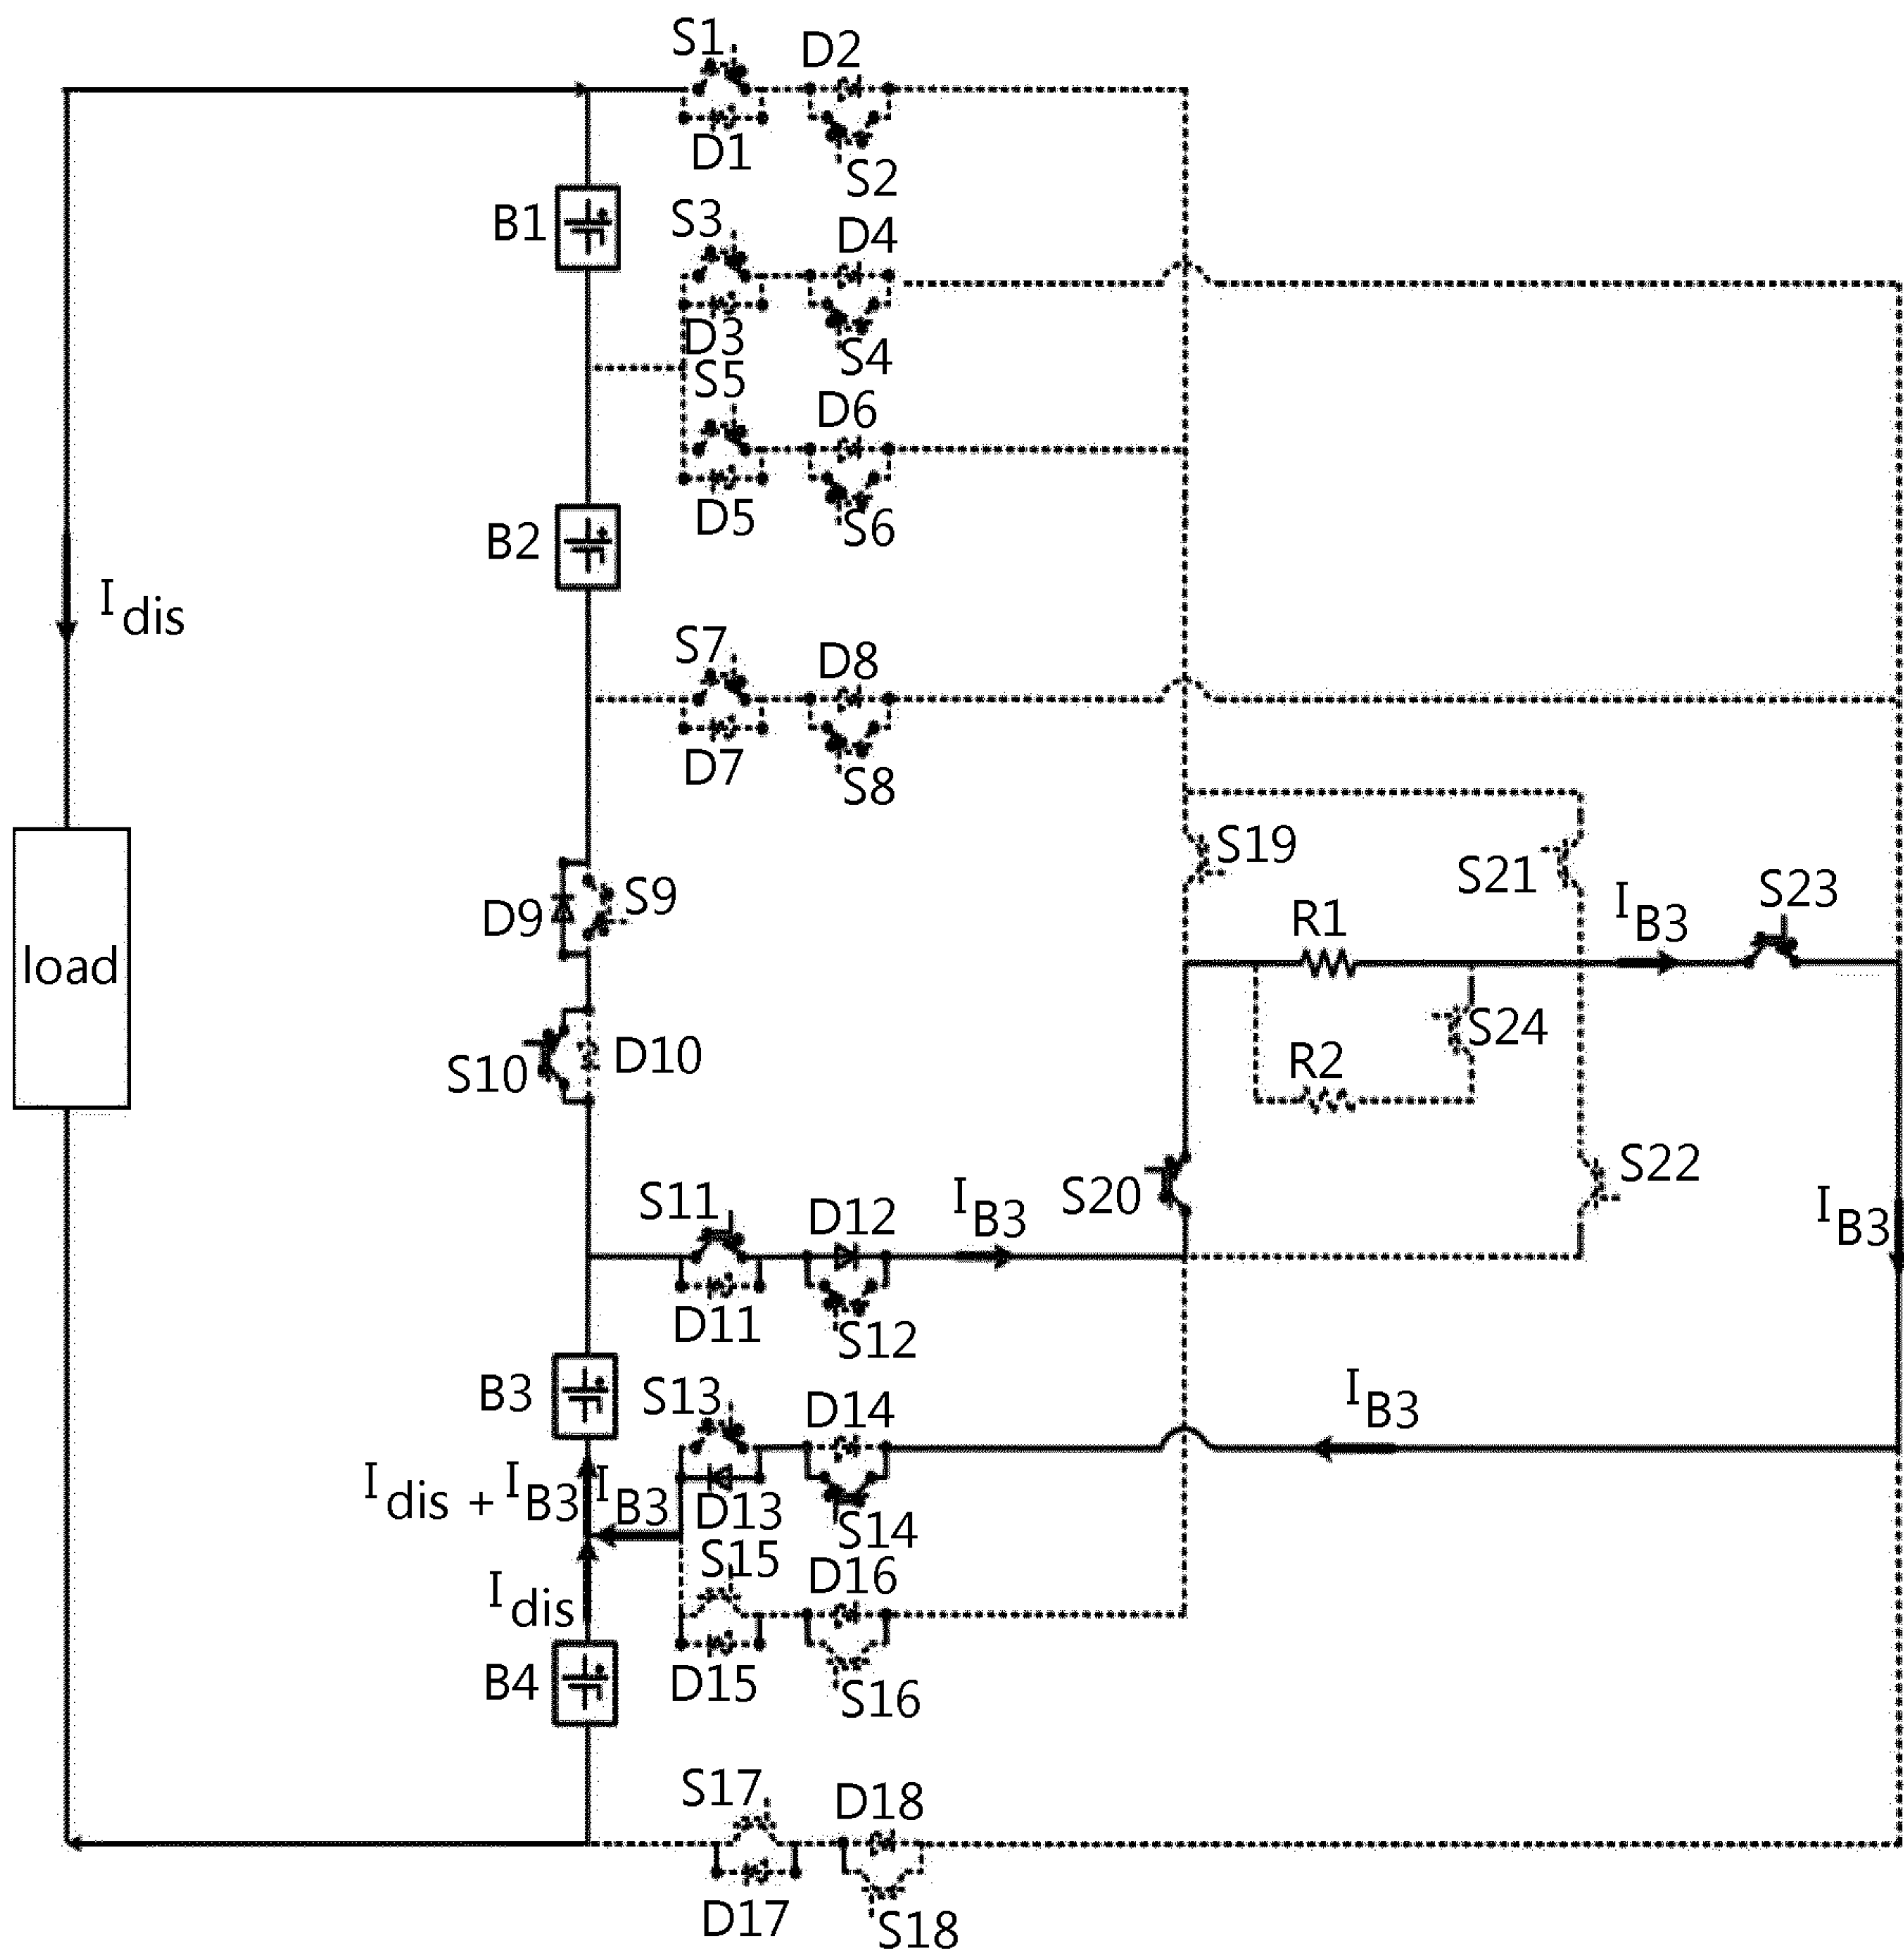 S1
D2
D1
S2
B1
S3
D4
D3
S4
S5
D6
D5
S6
B2
I dis
S7
D8
D7
S8
load
D9
S9
S10
D10
S19
S21
R1
I B3
S23
S24
R2
S20
S22
S11
D12
I B3
D11
S12
I B3
B3
S13
D14
I B3
I dis + I B3
I B3
D13
S14
S15
D16
I dis
D15
S16
B4
S17
D18
D17
S18